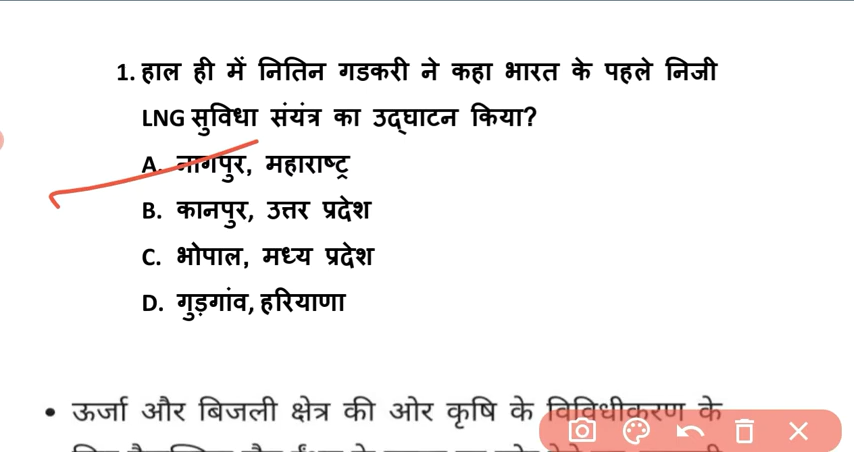 1. हाल ही में नितिन गडकरी ने कहा भारत के पहले निजी
LNG सुविधा संयंत्र का उद्घाटन किया?
A. नागपुर, महाराष्ट्र
B. कानपुर, उत्तर प्रदेश
C. भोपाल, मध्य प्रदेश
D. गुड़गांव, हरियाणा
• ऊर्जा और बिजली क्षेत्र की ओर कृषि के विविधीकरण के